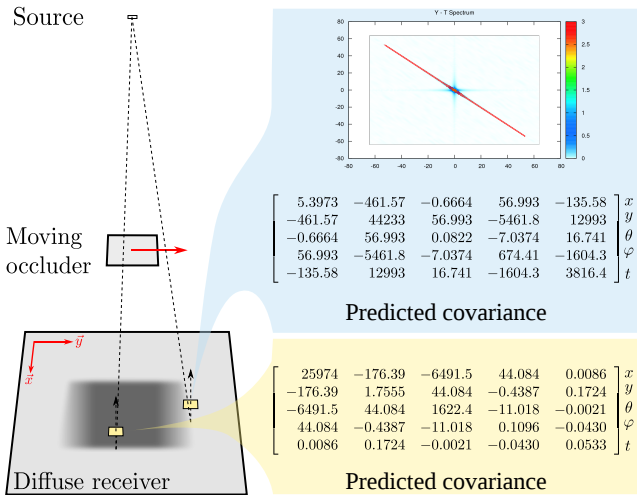 Source
Y - T Spectrum
80
60
40
20
0
-20
-40
-60
-80
-80 -60 -40 -20 0 20 40 60 80
3
2.5
2
1.5
1
0.5
0
Moving
occluder
5.3973 −461.57 −0.6664 56.993 −135.58 x
−461.57 44233 56.993 −5461.8 12993 y
−0.6664 56.993 0.0822 −7.0374 16.741 θ
56.993 −5461.8 −7.0374 674.41 −1604.3 φ
−135.58 12993 16.741 −1604.3 3816.4 t
Predicted covariance
y
x
25974 −176.39 −6491.5 44.084 0.0086 x
−176.39 1.7555 44.084 −0.4387 0.1724 y
−6491.5 44.084 1622.4 −11.018 −0.0021 θ
44.084 −0.4387 −11.018 0.1096 −0.0430 φ
0.0086 0.1724 −0.0021 −0.0430 0.0533 t
Diffuse receiver
Predicted covariance